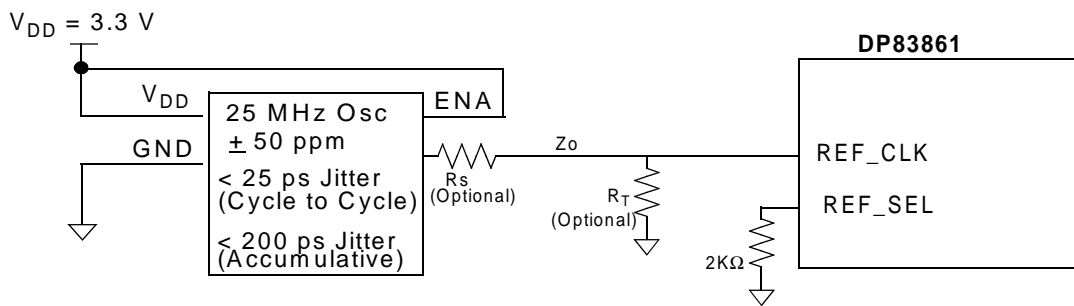 V_DD = 3.3 V
DP83861
V_DD
ENA
25 MHz Osc
± 50 ppm
< 25 ps Jitter
(Cycle to Cycle)
< 200 ps Jitter
(Accumulative)
GND
Rs
(Optional)
Zo
R_T
(Optional)
REF_CLK
REF_SEL
2KΩ